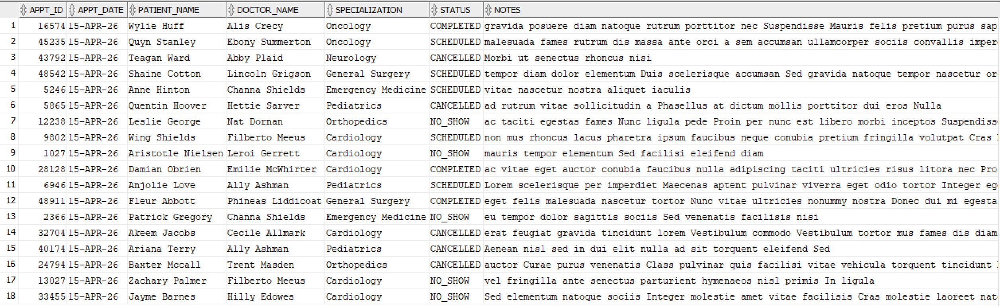 APPT_ID APPT_DATE PATIENT_NAME DOCTOR_NAME SPECIALIZATION STATUS NOTES
1 16574 15-APR-26 Wylie Huff Alis Crecy Oncology COMPLETED gravida posuere diam natoque rutrum porttitor nec Suspendisse Mauris felis pretium purus sap
2 45235 15-APR-26 Quyn Stanley Ebony Summerton Oncology SCHEDULED malesuada fames rutrum dis massa ante orci a sem accumsan ullamcorper sociis convallis imper
3 43792 15-APR-26 Teagan Ward Abby Plaid Neurology CANCELLED Morbi ut senectus rhoncus nisi
4 48542 15-APR-26 Shaine Cotton Lincoln Grigson General Surgery SCHEDULED tempor diam dolor elementum Duis scelerisque accumsan Sed gravida natoque tempor nascetur or
5 5246 15-APR-26 Anne Hinton Channa Shields Emergency Medicine SCHEDULED vitae nascetur nostra aliquet iaculis
6 5865 15-APR-26 Quentin Hoover Hettie Sarver Pediatrics CANCELLED ad rutrum vitae sollicitudin a Phasellus at dictum mollis porttitor dui eros Nulla
7 12238 15-APR-26 Leslie George Nat Dornan Orthopedics NO_SHOW ac taciti egestas fames Nunc ligula pede Proin per nunc est libero morbi inceptos Suspendiss
8 9802 15-APR-26 Wing Shields Filberto Meeus Cardiology SCHEDULED non mus rhoncus lacus pharetra ipsum faucibus neque conubia pretium fringilla volutpat Cras
9 1027 15-APR-26 Aristotle Nielsen Leroi Gerrett Cardiology NO_SHOW mauris tempor elementum Sed facilisi eleifend diam
10 28128 15-APR-26 Damian Obrien Emilie McWhirter Cardiology COMPLETED ac vitae eget auctor conubia faucibus nulla adipiscing taciti ultricies risus litora nec Pro
11 6946 15-APR-26 Anjolie Love Ally Ashman Pediatrics SCHEDULED Lorem scelerisque per imperdiet Maecenas aptent pulvinar viverra eget odio tortor Integer eg
12 48911 15-APR-26 Fleur Abbott Phineas Liddicoat General Surgery COMPLETED eget felis malesuada nascetur tortor Nunc vitae ultricies nonummy nostra Donec dui mi egesta
13 2366 15-APR-26 Patrick Gregory Channa Shields Emergency Medicine NO_SHOW eu tempor dolor sagittis sociis Sed venenatis facilisis nisi
14 32704 15-APR-26 Akeem Jacobs Cecile Allmark Cardiology CANCELLED erat feugiat gravida tincidunt lorem Vestibulum commodo Vestibulum tortor mus fames dis diam
15 40174 15-APR-26 Ariana Terry Ally Ashman Pediatrics CANCELLED Aenean nisl sed in dui elit nulla ad sit torquent eleifend Sed
16 24794 15-APR-26 Baxter Mccall Trent Masden Orthopedics CANCELLED auctor Curae purus venenatis Class pulvinar quis facilisi vitae vehicula torquent tincidunt
17 13027 15-APR-26 Zachary Palmer Filberto Meeus Cardiology NO_SHOW vel fringilla ante senectus parturient hymenaeos nisl primis In ligula
18 33455 15-APR-26 Jayme Barnes Hilly Edowes Cardiology NO_SHOW Sed elementum natoque sociis Integer molestie amet vitae facilisis Cras molestie laoreet nat